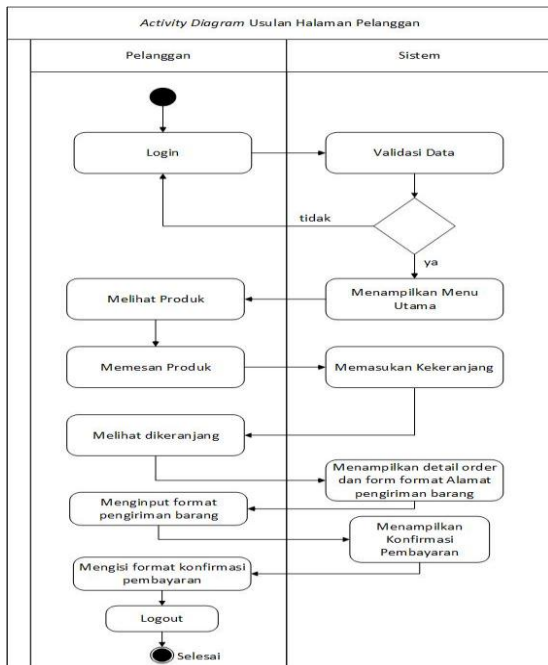 Activity Diagram Usulan Halaman Pelanggan
Pelanggan
Sistem
Login
Validasi Data
tidak
ya
Melihat Produk
Menampilkan Menu
Utama
Memesan Produk
Memasukan Kekeranjang
Melihat dikeranjang
Menampilkan detail order
dan form format Alamat
pengiriman barang
Menginput format
pengiriman barang
Menampilkan
Konfirmasi
Pembayaran
Mengisi format konfirmasi
pembayaran
Logout
Selesai